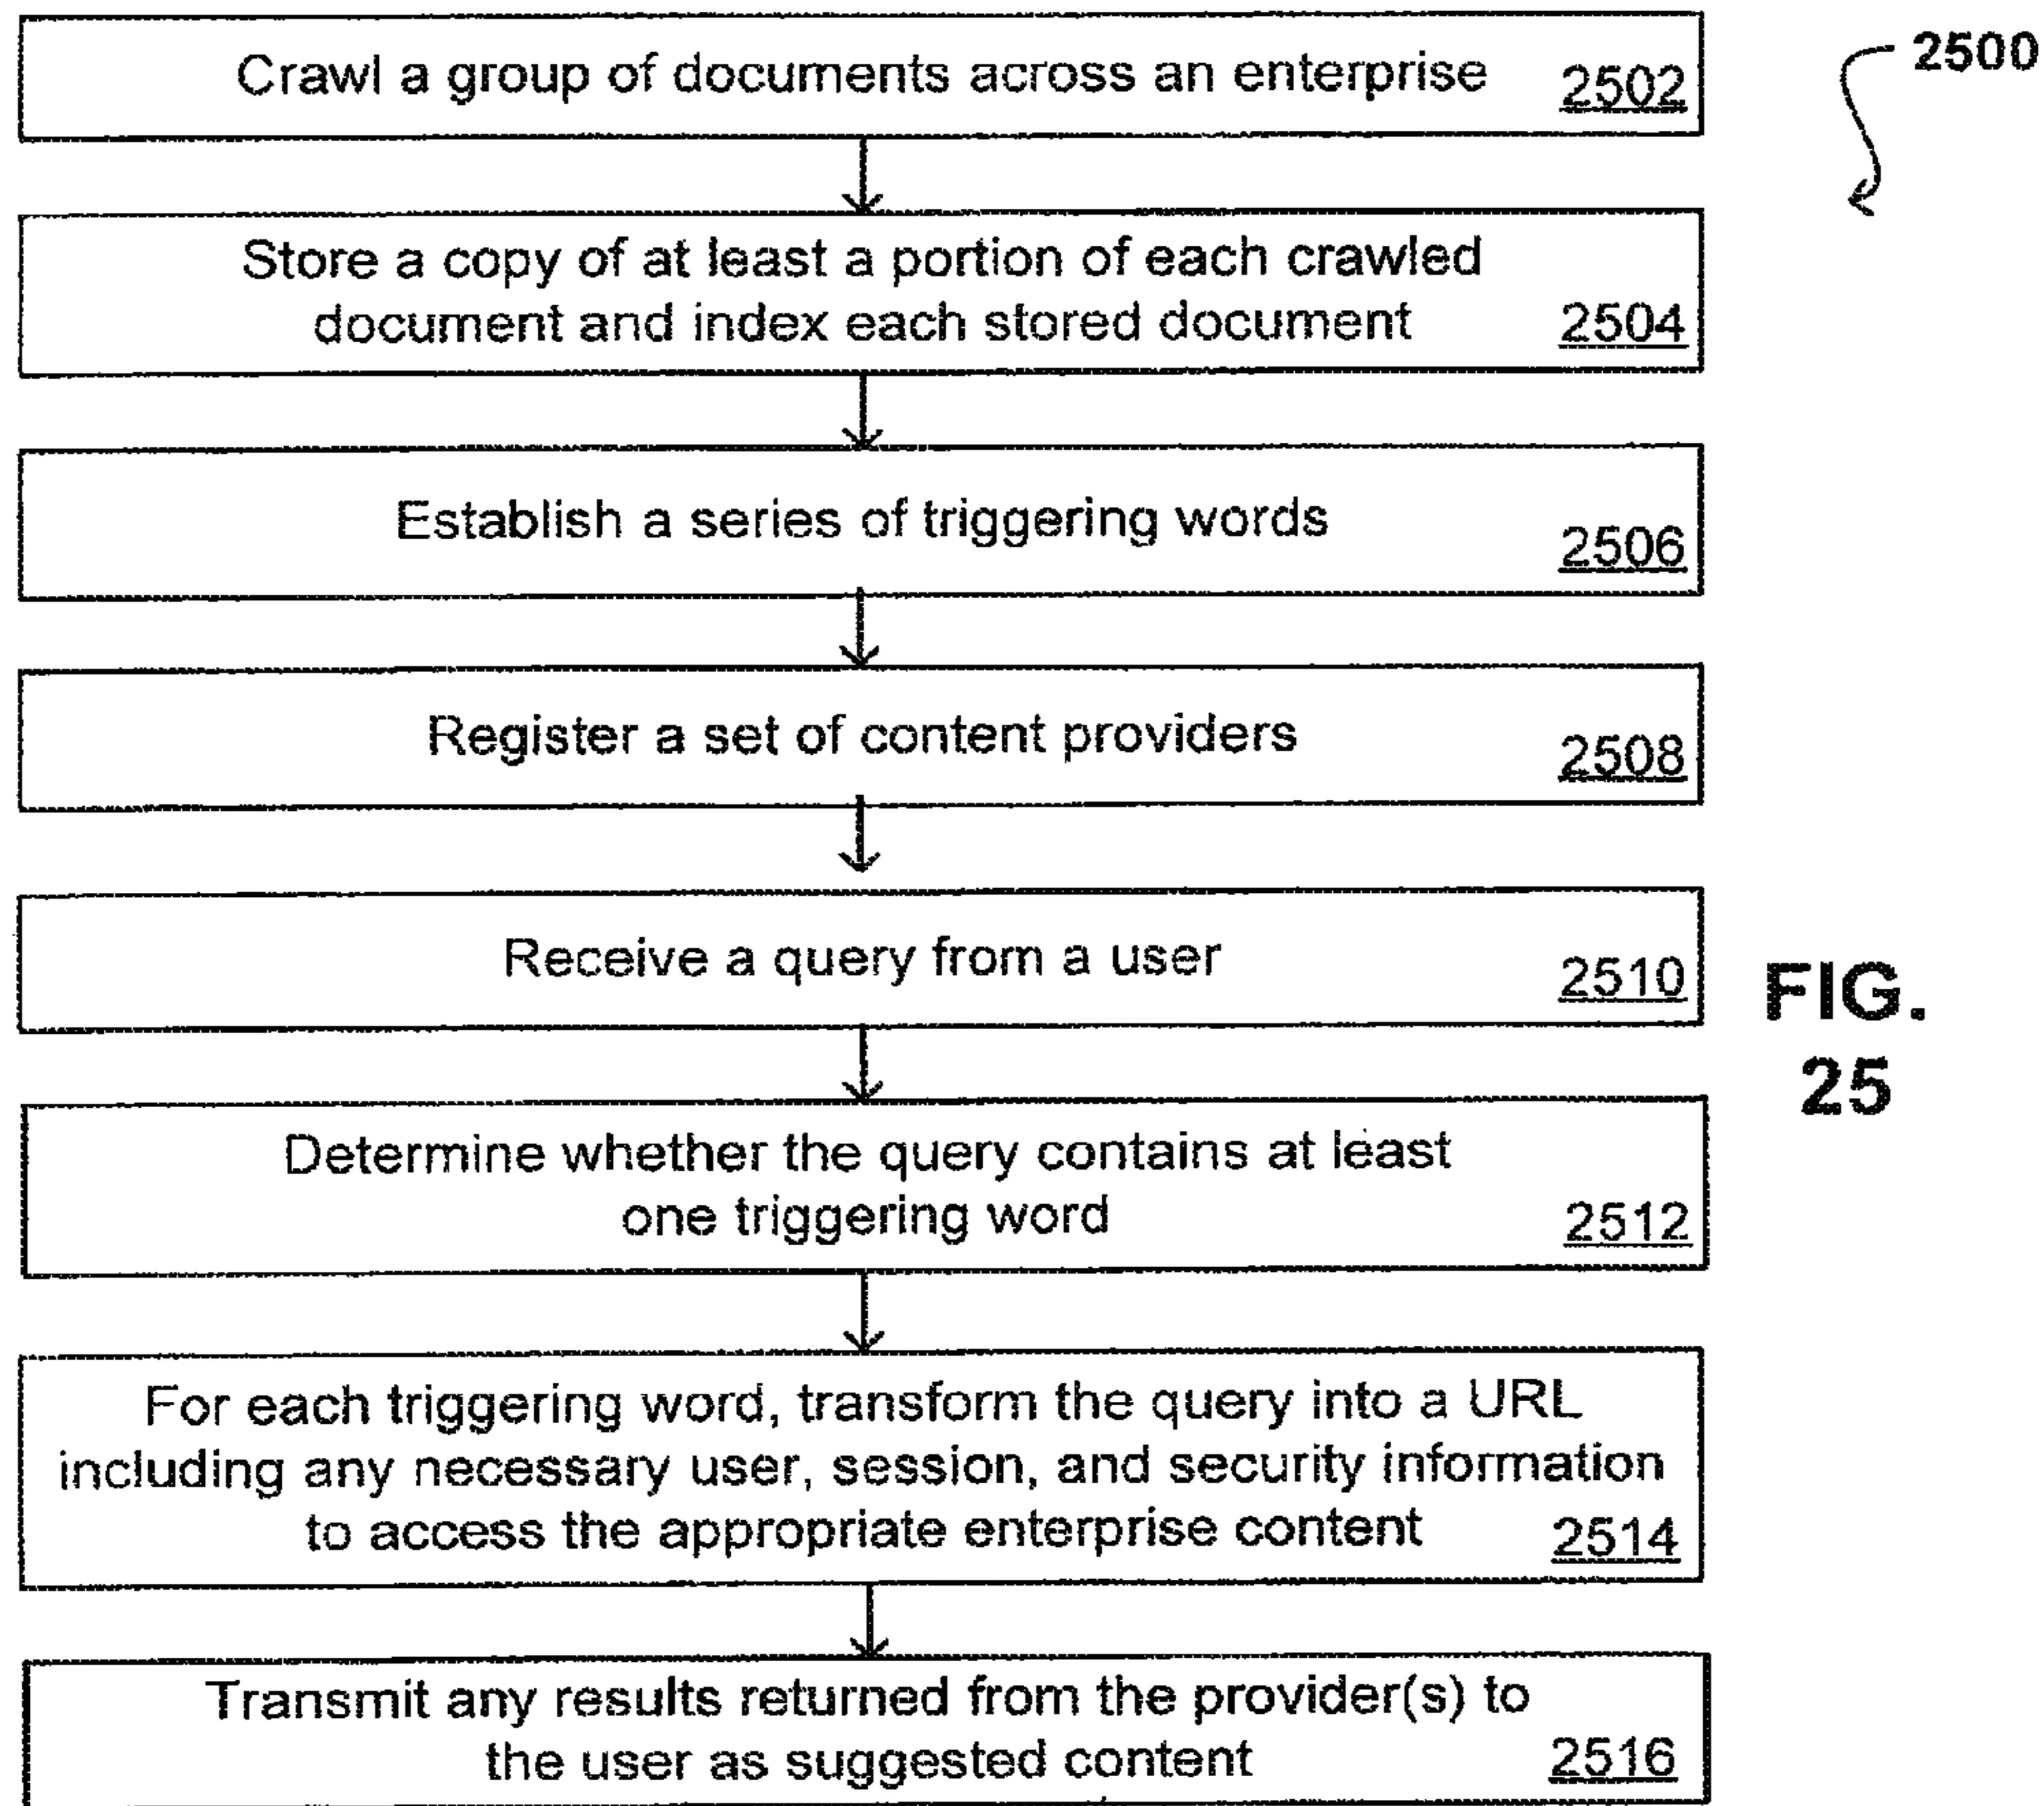 Crawl a group of documents across an enterprise 2502
2500
Store a copy of at least a portion of each crawled
document and index each stored document 2504
Establish a series of triggering words
2506
Register a set of content providers
2508
Receive a query from a user
2510
FIG.
25
Determine whether the query contains at least
one triggering word 2512
For each triggering word, transform the query into a URL
including any necessary user, session, and security information
to access the appropriate enterprise content 2514
Transmit any results returned from the provider(s) to
the user as suggested content 2516